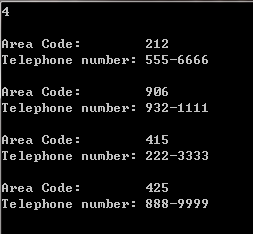 4
Area Code: 212
Telephone number: 555-6666
Area Code: 906
Telephone number: 932-1111
Area Code: 415
Telephone number: 222-3333
Area Code: 425
Telephone number: 888-9999